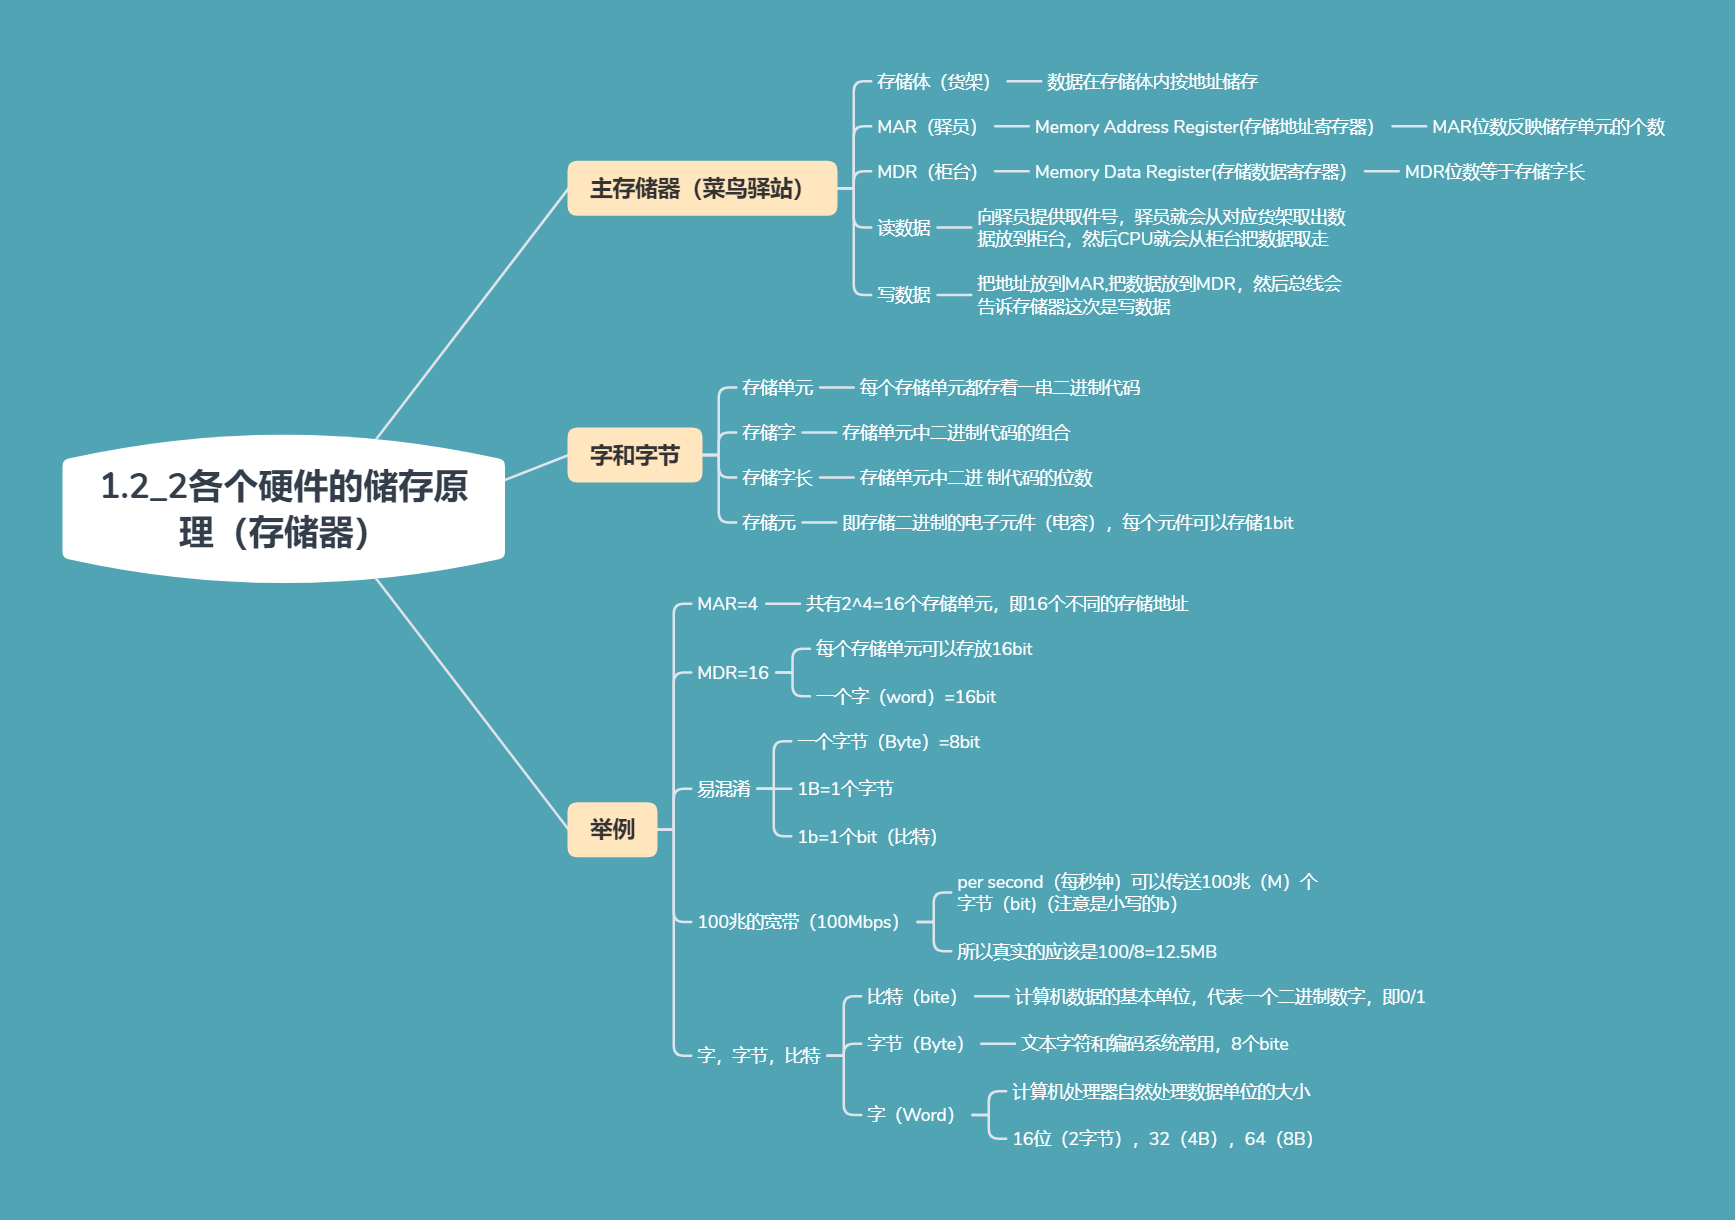 1.2_2各个硬件的储存原
理（存储器）
主存储器（菜鸟驿站）
存储体（货架）
数据在存储体内按地址储存
MAR（驿员）
Memory Address Register(存储地址寄存器）
MAR位数反映储存单元的个数
MDR（柜台）
Memory Data Register(存储数据寄存器）
MDR位数等于存储字长
读数据
向驿员提供取件号，驿员就会从对应货架取出数
据放到柜台，然后CPU就会从柜台把数据取走
写数据
把地址放到MAR,把数据放到MDR，然后总线会
告诉存储器这次是写数据
字和字节
存储单元
每个存储单元都存着一串二进制代码
存储字
存储单元中二进制代码的组合
存储字长
存储单元中二进 制代码的位数
存储元
即存储二进制的电子元件（电容），每个元件可以存储1bit
举例
MAR=4
共有2^4=16个存储单元，即16个不同的存储地址
MDR=16
每个存储单元可以存放16bit
一个字（word）=16bit
易混淆
一个字节（Byte）=8bit
1B=1个字节
1b=1个bit（比特）
100兆的宽带（100Mbps）
per second（每秒钟）可以传送100兆（M）个
字节（bit)（注意是小写的b）
所以真实的应该是100/8=12.5MB
字，字节，比特
比特（bite）
计算机数据的基本单位，代表一个二进制数字，即0/1
字节（Byte）
文本字符和编码系统常用，8个bite
字（Word）
计算机处理器自然处理数据单位的大小
16位（2字节），32（4B），64（8B）